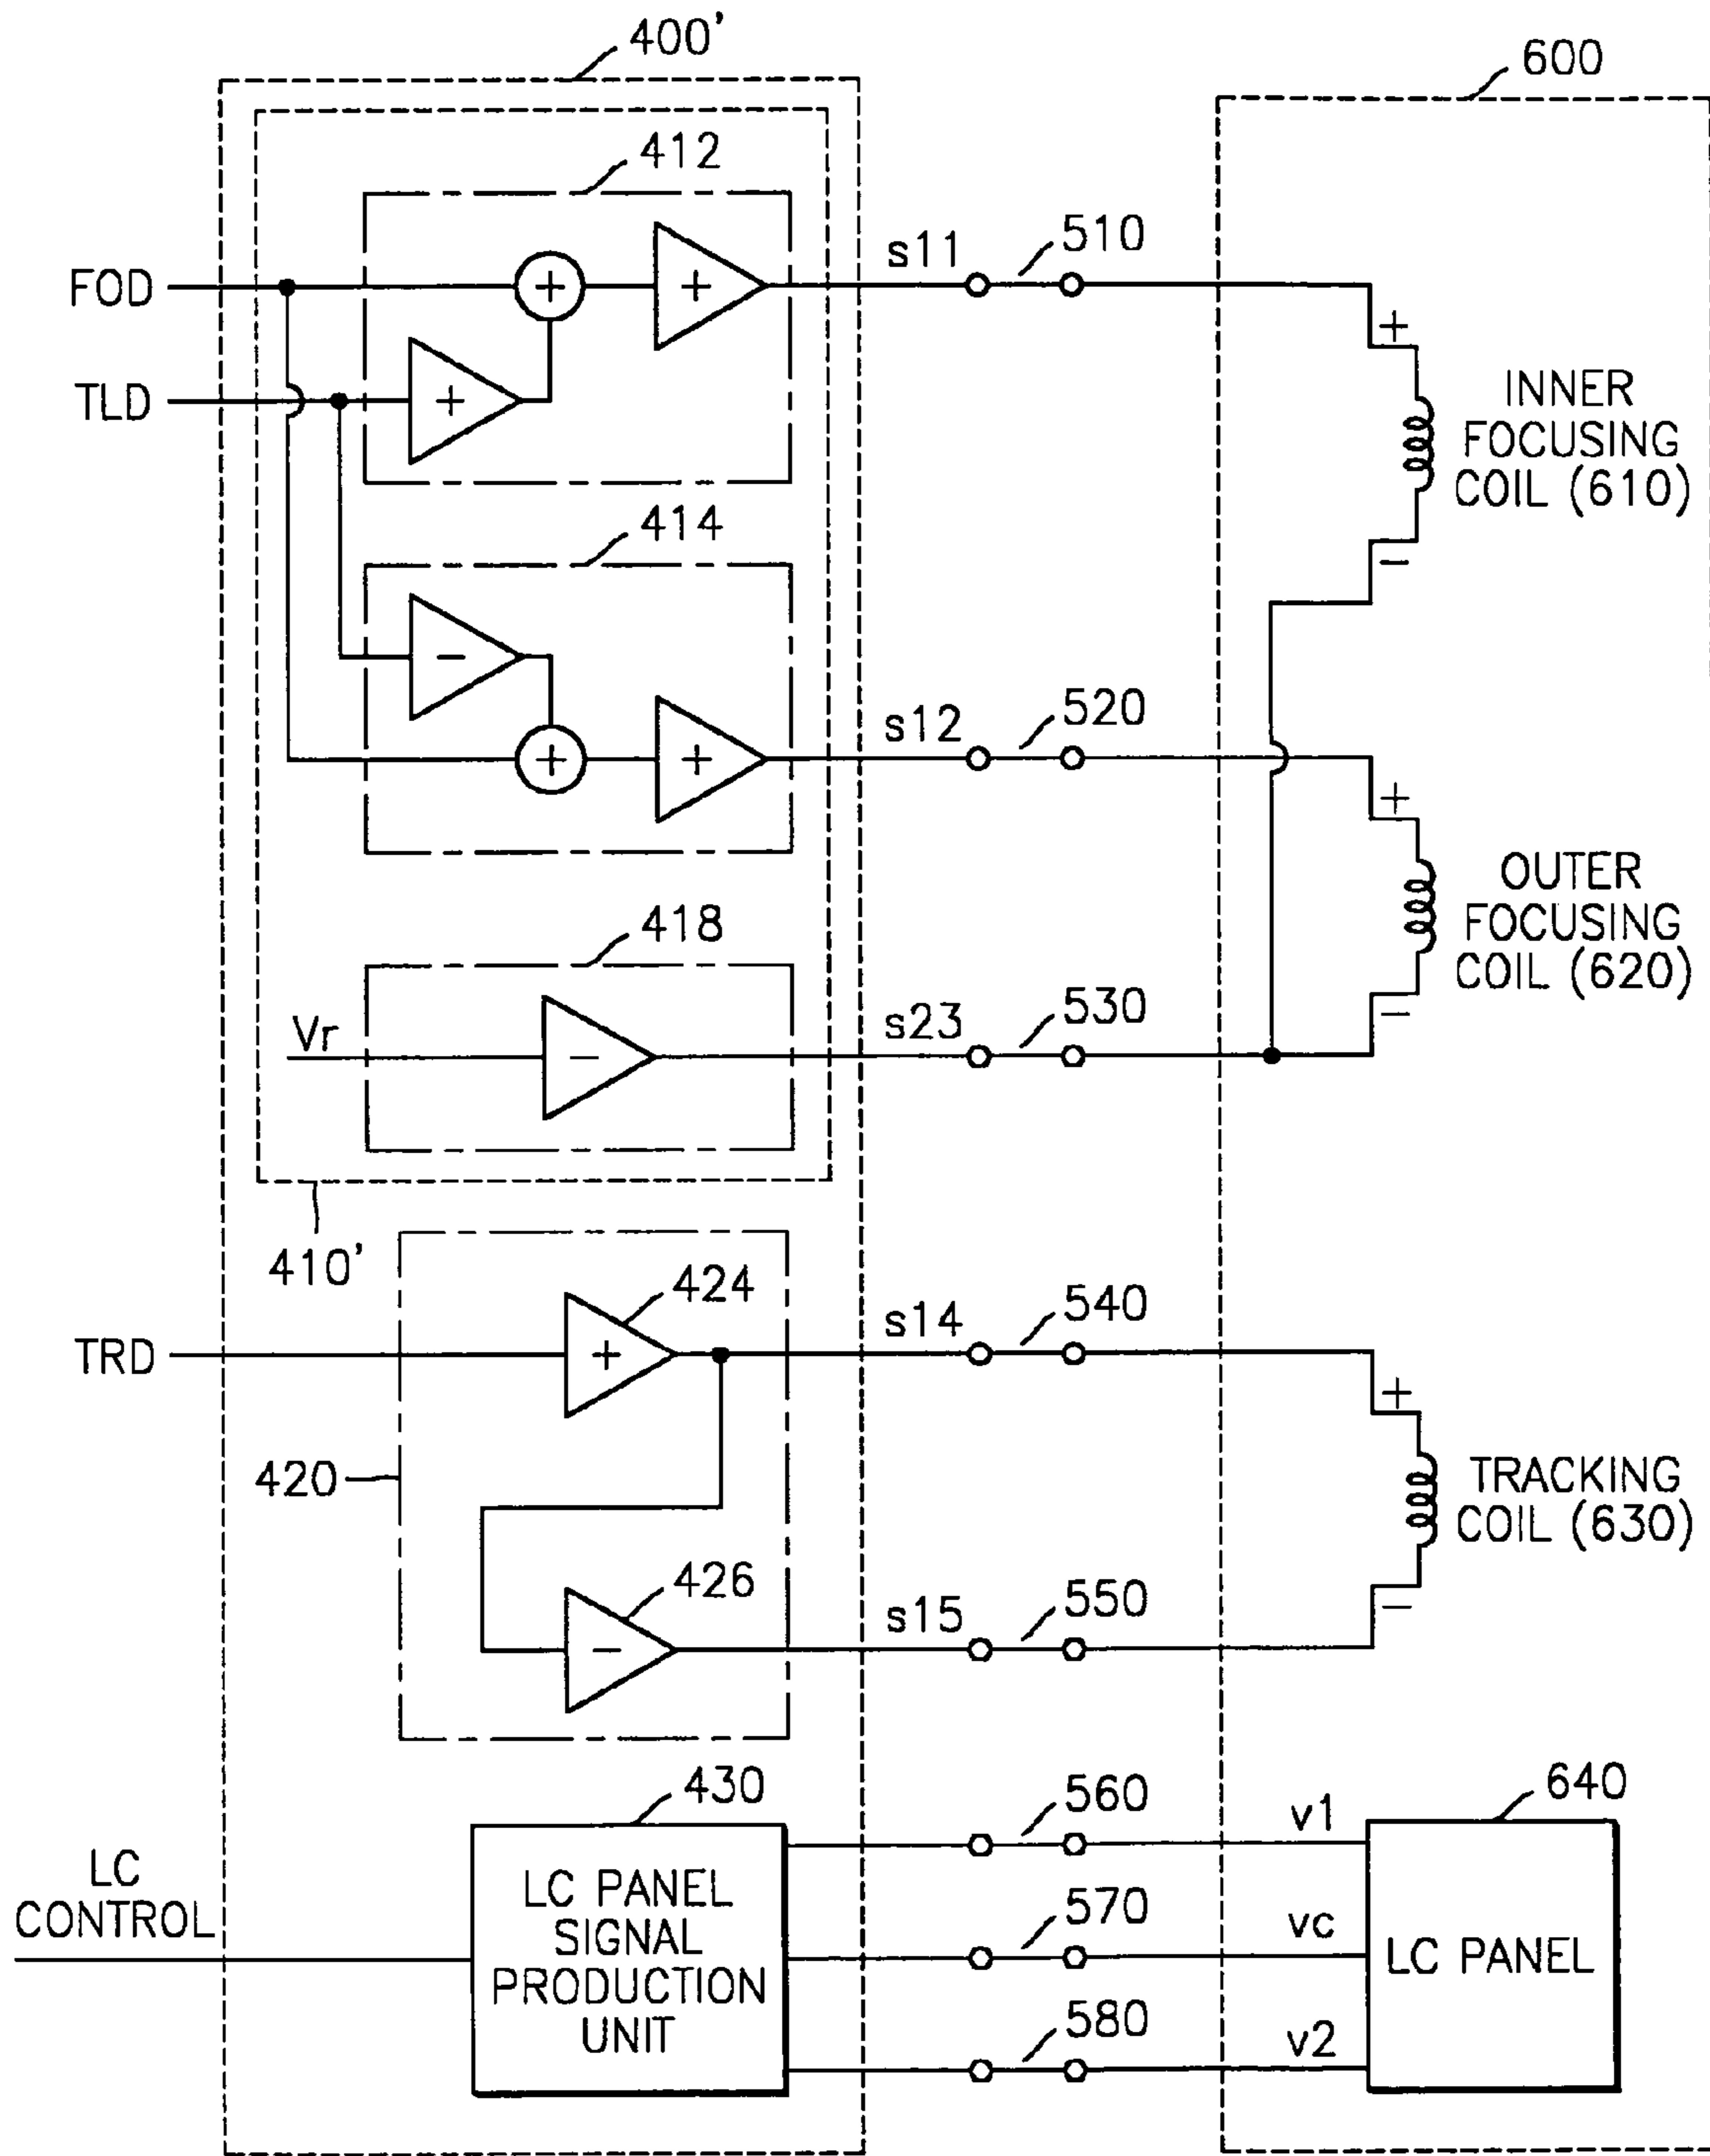 400'
600
412
FOD
+
+
s11
510
+
TLD
+
INNER
FOCUSING
COIL (610)
−
414
−
s12
520
+
+
+
OUTER
FOCUSING
COIL (620)
−
418
Vr
−
s23
530
410'
424
TRD
+
s14
540
+
420
TRACKING
COIL (630)
−
426
−
s15
550
430
560
v1
640
LC
CONTROL
LC PANEL
SIGNAL
PRODUCTION
UNIT
570
vc
LC PANEL
580
v2